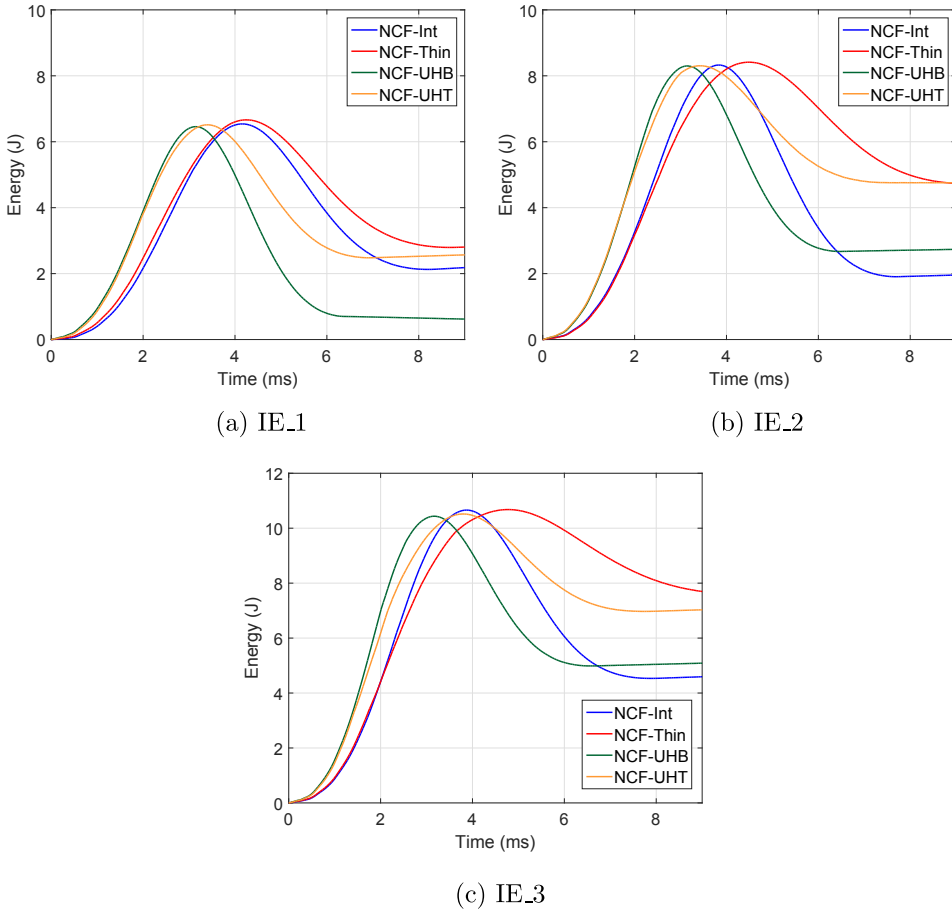 10
8
6
4
2
0
Energy (J)
0 2 4 6 8
Time (ms)
NCF-Int
NCF-Thin
NCF-UHB
NCF-UHT
(a) IE_1
10
8
6
4
2
0
Energy (J)
0 2 4 6 8
Time (ms)
NCF-Int
NCF-Thin
NCF-UHB
NCF-UHT
(b) IE_2
12
10
8
6
4
2
0
Energy (J)
0 2 4 6 8
Time (ms)
NCF-Int
NCF-Thin
NCF-UHB
NCF-UHT
(c) IE_3